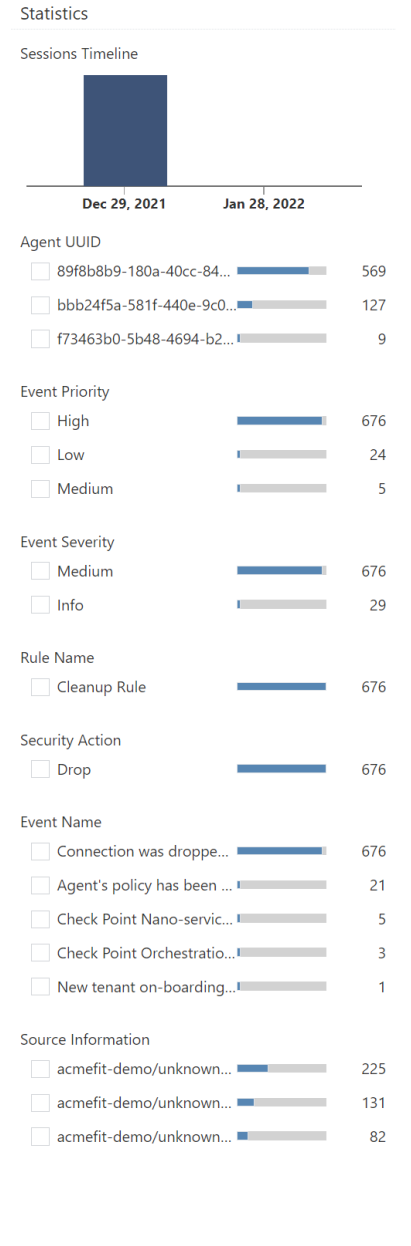 Statistics
Sessions Timeline
Dec 29, 2021 Jan 28, 2022
Agent UUID
89f8b8b9-180a-40cc-84... 569
bbb24f5a-581f-440e-9c0... 127
f73463b0-5b48-4694-b2... 9
Event Priority
High 676
Low 24
Medium 5
Event Severity
Medium 676
Info 29
Rule Name
Cleanup Rule 676
Security Action
Drop 676
Event Name
Connection was droppe... 676
Agent's policy has been ... 21
Check Point Nano-servic... 5
Check Point Orchestratio... 3
New tenant on-boarding... 1
Source Information
acmefit-demo/unknown... 225
acmefit-demo/unknown... 131
acmefit-demo/unknown... 82